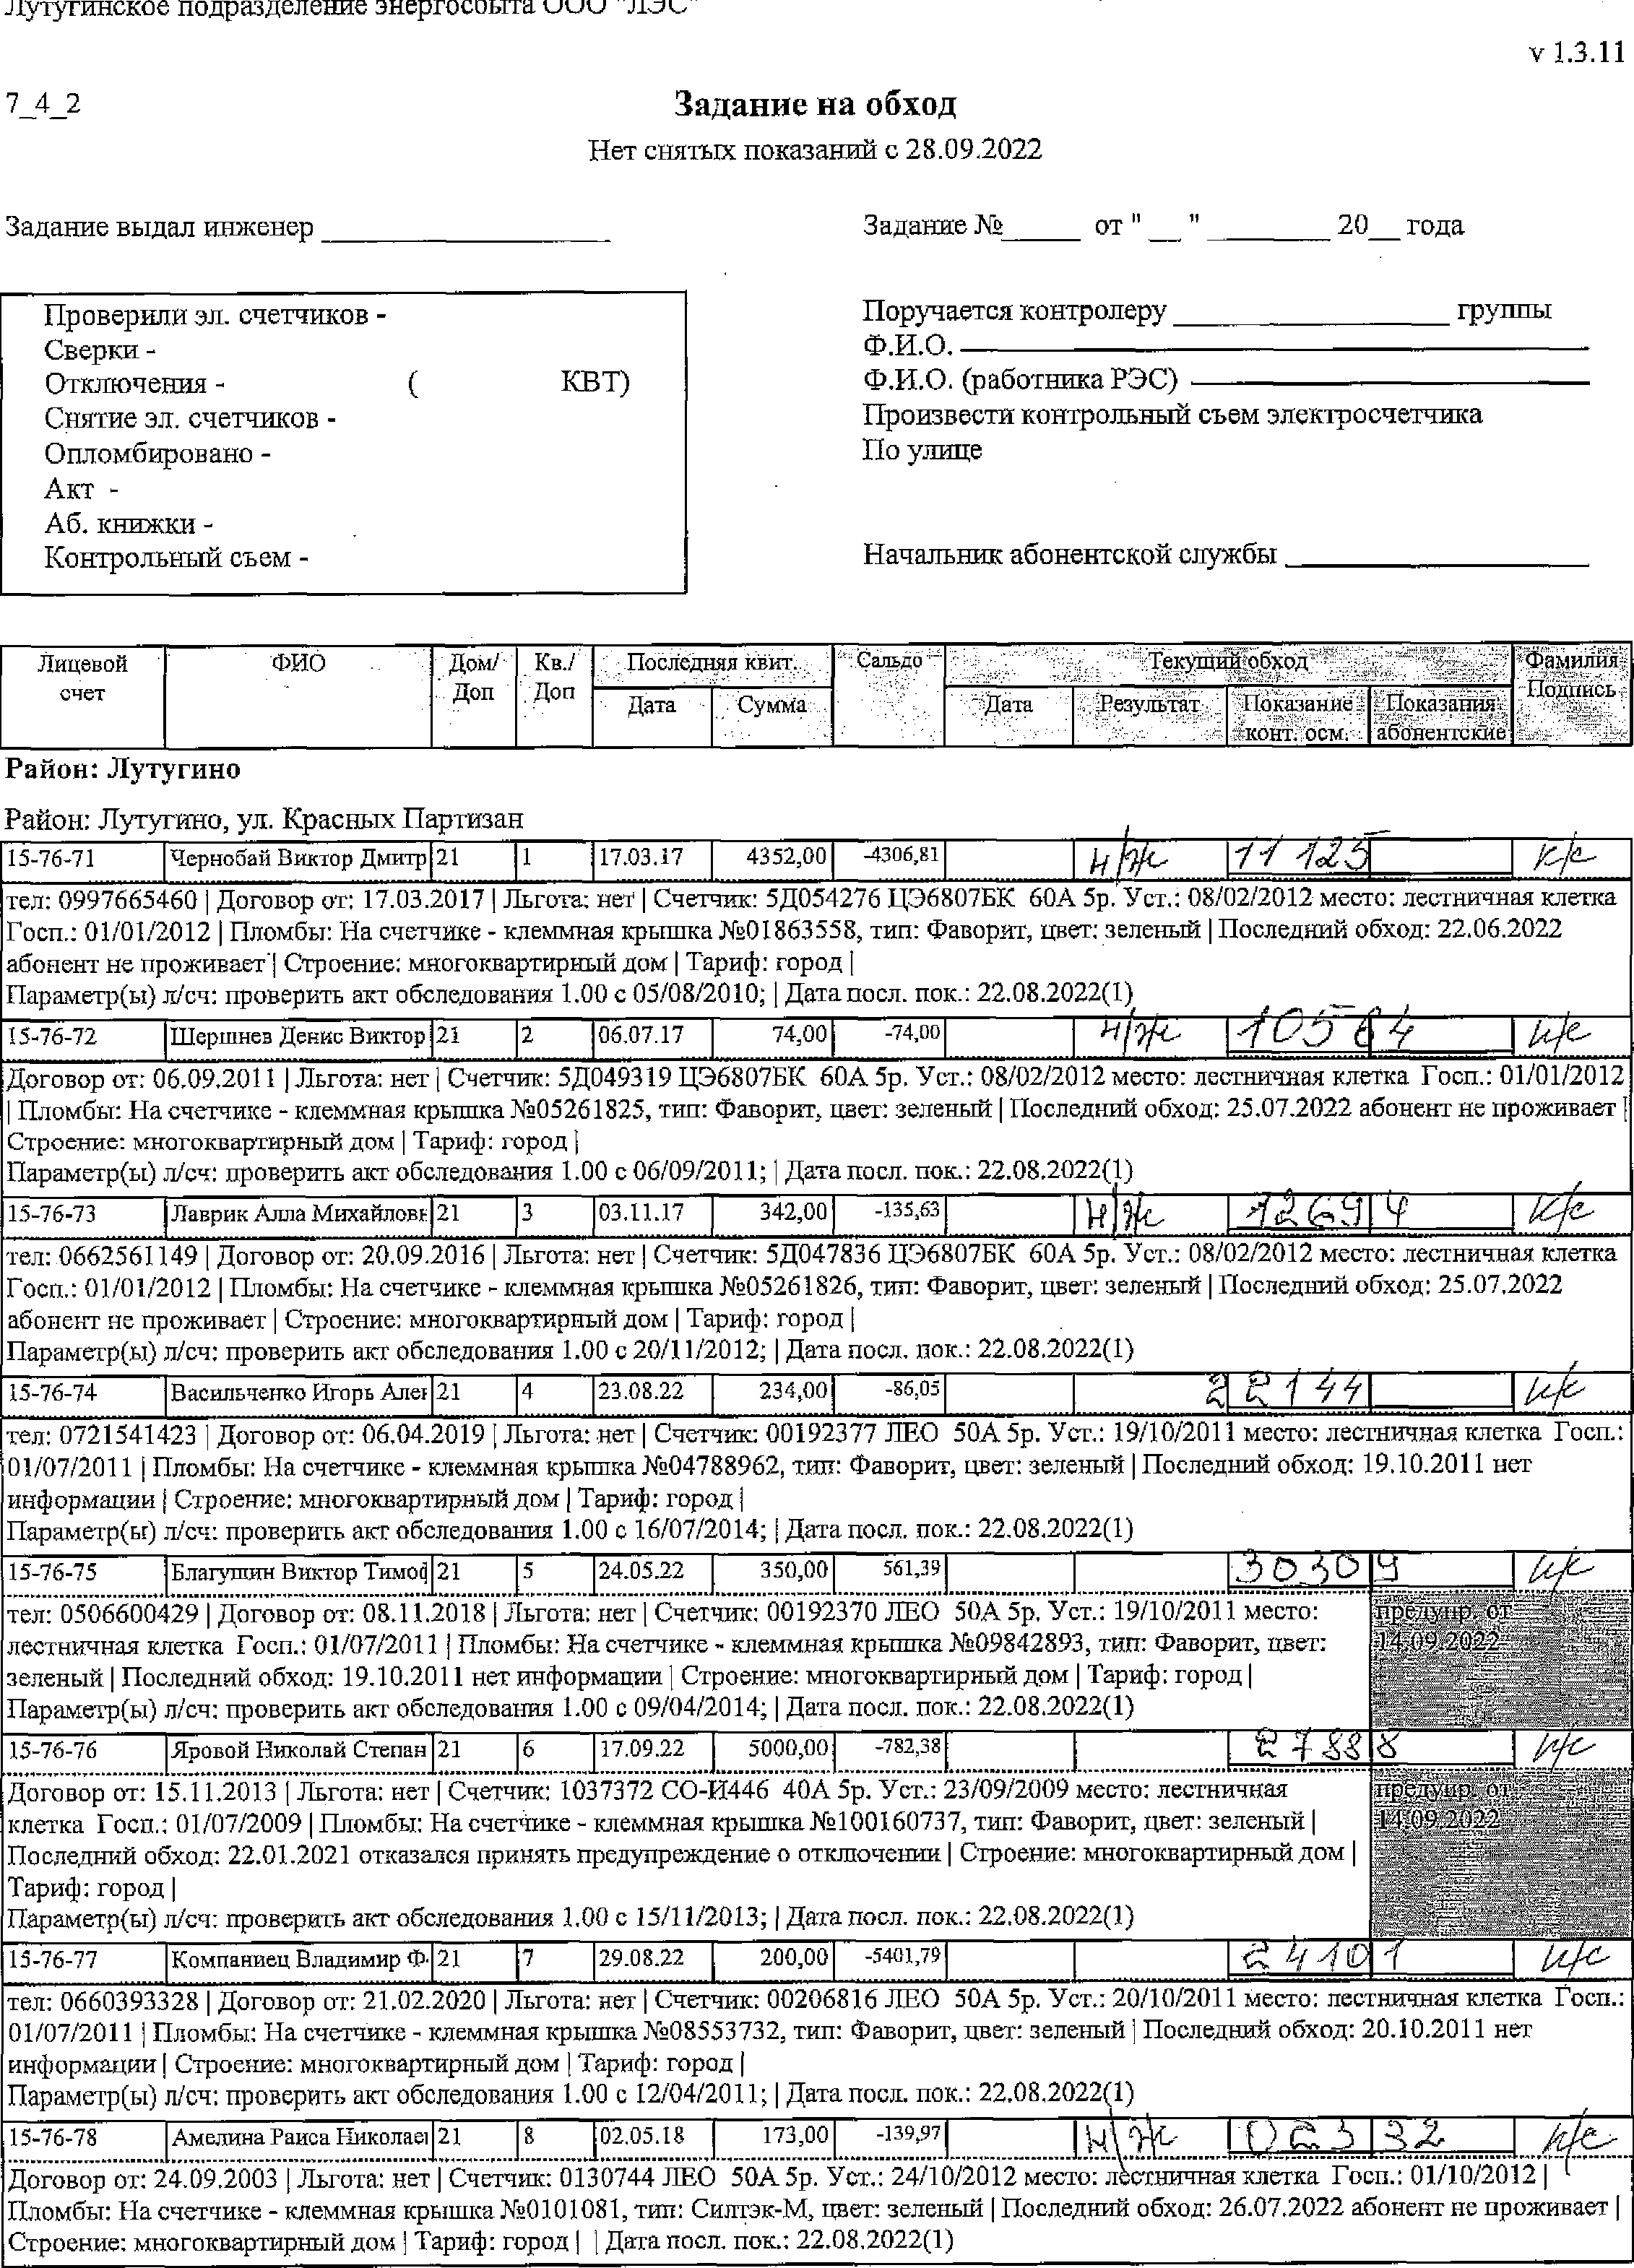 Лутугинское подразделение энергосбыта ООО "ЛЭС"
v 1.3.11
7_4_2
Задание на обход
Нет снятых показаний с 28.09.2022
Задание выдал инженер ____ Задание №____ от " __ " ____ 20__ года
Проверили эл. счетчиков -
Сверки -
Отключения - ( КВТ)
Снятие эл. счетчиков -
Опломбировано -
Акт -
Аб. книжки -
Контрольный съем -
Поручается контролеру ____ группы
Ф.И.О.
Ф.И.О. (работника РЭС)
Произвести контрольный съем электросчетчика
По улице
Начальник абонентской службы
Лицевой счет ФИО Дом/ Доп Кв./ Доп Последняя квит. Сальдо Текущий обход Фамилия Подпись
Дата Сумма Дата Результат Показание конт. осм. Показания абонентские
Район: Лутугино
Район: Лутугино, ул. Красных Партизан
15-76-71 Чернобай Виктор Дмитр 21 1 17.03.17 4352,00 -4306,81 н/ж 11125 к/с
тел: 0997665460 | Договор от: 17.03.2017 | Льгота: нет | Счетчик: 5Д054276 ЦЭ6807БК 60А 5р. Уст.: 08/02/2012 место: лестничная клетка
Госп.: 01/01/2012 | Пломбы: На счетчике - клеммная крышка №01863558, тип: Фаворит, цвет: зеленый | Последний обход: 22.06.2022
абонент не проживает | Строение: многоквартирный дом | Тариф: город |
Параметр(ы) л/сч: проверить акт обследования 1.00 с 05/08/2010; | Дата посл. пок.: 22.08.2022(1)
15-76-72 Шершнев Денис Виктор 21 2 06.07.17 74,00 -74,00 н/ж 10564 к/с
Договор от: 06.09.2011 | Льгота: нет | Счетчик: 5Д049319 ЦЭ6807БК 60А 5р. Уст.: 08/02/2012 место: лестничная клетка Госп.: 01/01/2012
| Пломбы: На счетчике - клеммная крышка №05261825, тип: Фаворит, цвет: зеленый | Последний обход: 25.07.2022 абонент не проживает |
Строение: многоквартирный дом | Тариф: город |
Параметр(ы) л/сч: проверить акт обследования 1.00 с 06/09/2011; | Дата посл. пок.: 22.08.2022(1)
15-76-73 Лаврик Алла Михайловн 21 3 03.11.17 342,00 -135,63 н/ж 12694 к/с
тел: 0662561149 | Договор от: 20.09.2016 | Льгота: нет | Счетчик: 5Д047836 ЦЭ6807БК 60А 5р. Уст.: 08/02/2012 место: лестничная клетка
Госп.: 01/01/2012 | Пломбы: На счетчике - клеммная крышка №05261826, тип: Фаворит, цвет: зеленый | Последний обход: 25.07.2022
абонент не проживает | Строение: многоквартирный дом | Тариф: город |
Параметр(ы) л/сч: проверить акт обследования 1.00 с 20/11/2012; | Дата посл. пок.: 22.08.2022(1)
15-76-74 Васильченко Игорь Алек 21 4 23.08.22 234,00 -86,05 22144 к/с
тел: 0721541423 | Договор от: 06.04.2019 | Льгота: нет | Счетчик: 00192377 ЛЕО 50А 5р. Уст.: 19/10/2011 место: лестничная клетка Госп.:
01/07/2011 | Пломбы: На счетчике - клеммная крышка №04788962, тип: Фаворит, цвет: зеленый | Последний обход: 19.10.2011 нет
информации | Строение: многоквартирный дом | Тариф: город |
Параметр(ы) л/сч: проверить акт обследования 1.00 с 16/07/2014; | Дата посл. пок.: 22.08.2022(1)
15-76-75 Благушин Виктор Тимоф 21 5 24.05.22 350,00 561,39 30309 к/с
тел: 0506600429 | Договор от: 08.11.2018 | Льгота: нет | Счетчик: 00192370 ЛЕО 50А 5р. Уст.: 19/10/2011 место: предупр. от
лестничная клетка Госп.: 01/07/2011 | Пломбы: На счетчике - клеммная крышка №09842893, тип: Фаворит, цвет: 14.09.2022
зеленый | Последний обход: 19.10.2011 нет информации | Строение: многоквартирный дом | Тариф: город |
Параметр(ы) л/сч: проверить акт обследования 1.00 с 09/04/2014; | Дата посл. пок.: 22.08.2022(1)
15-76-76 Яровой Николай Степан 21 6 17.09.22 5000,00 -782,38 27888 к/с
Договор от: 15.11.2013 | Льгота: нет | Счетчик: 1037372 СО-И446 40А 5р. Уст.: 23/09/2009 место: лестничная предупр. от
клетка Госп.: 01/07/2009 | Пломбы: На счетчике - клеммная крышка №100160737, тип: Фаворит, цвет: зеленый | 14.09.2022
Последний обход: 22.01.2021 отказался принять предупреждение о отключении | Строение: многоквартирный дом |
Тариф: город |
Параметр(ы) л/сч: проверить акт обследования 1.00 с 15/11/2013; | Дата посл. пок.: 22.08.2022(1)
15-76-77 Компаниец Владимир Ф. 21 7 29.08.22 200,00 -5401,79 24101 к/с
тел: 0660393328 | Договор от: 21.02.2020 | Льгота: нет | Счетчик: 00206816 ЛЕО 50А 5р. Уст.: 20/10/2011 место: лестничная клетка Госп.:
01/07/2011 | Пломбы: На счетчике - клеммная крышка №08553732, тип: Фаворит, цвет: зеленый | Последний обход: 20.10.2011 нет
информации | Строение: многоквартирный дом | Тариф: город |
Параметр(ы) л/сч: проверить акт обследования 1.00 с 12/04/2011; | Дата посл. пок.: 22.08.2022(1)
15-76-78 Амелина Раиса Николаев 21 8 02.05.18 173,00 -139,97 н/ж 02332 к/с
Договор от: 24.09.2003 | Льгота: нет | Счетчик: 0130744 ЛЕО 50А 5р. Уст.: 24/10/2012 место: лестничная клетка Госп.: 01/10/2012 |
Пломбы: На счетчике - клеммная крышка №0101081, тип: Силтэк-М, цвет: зеленый | Последний обход: 26.07.2022 абонент не проживает |
Строение: многоквартирный дом | Тариф: город | | Дата посл. пок.: 22.08.2022(1)